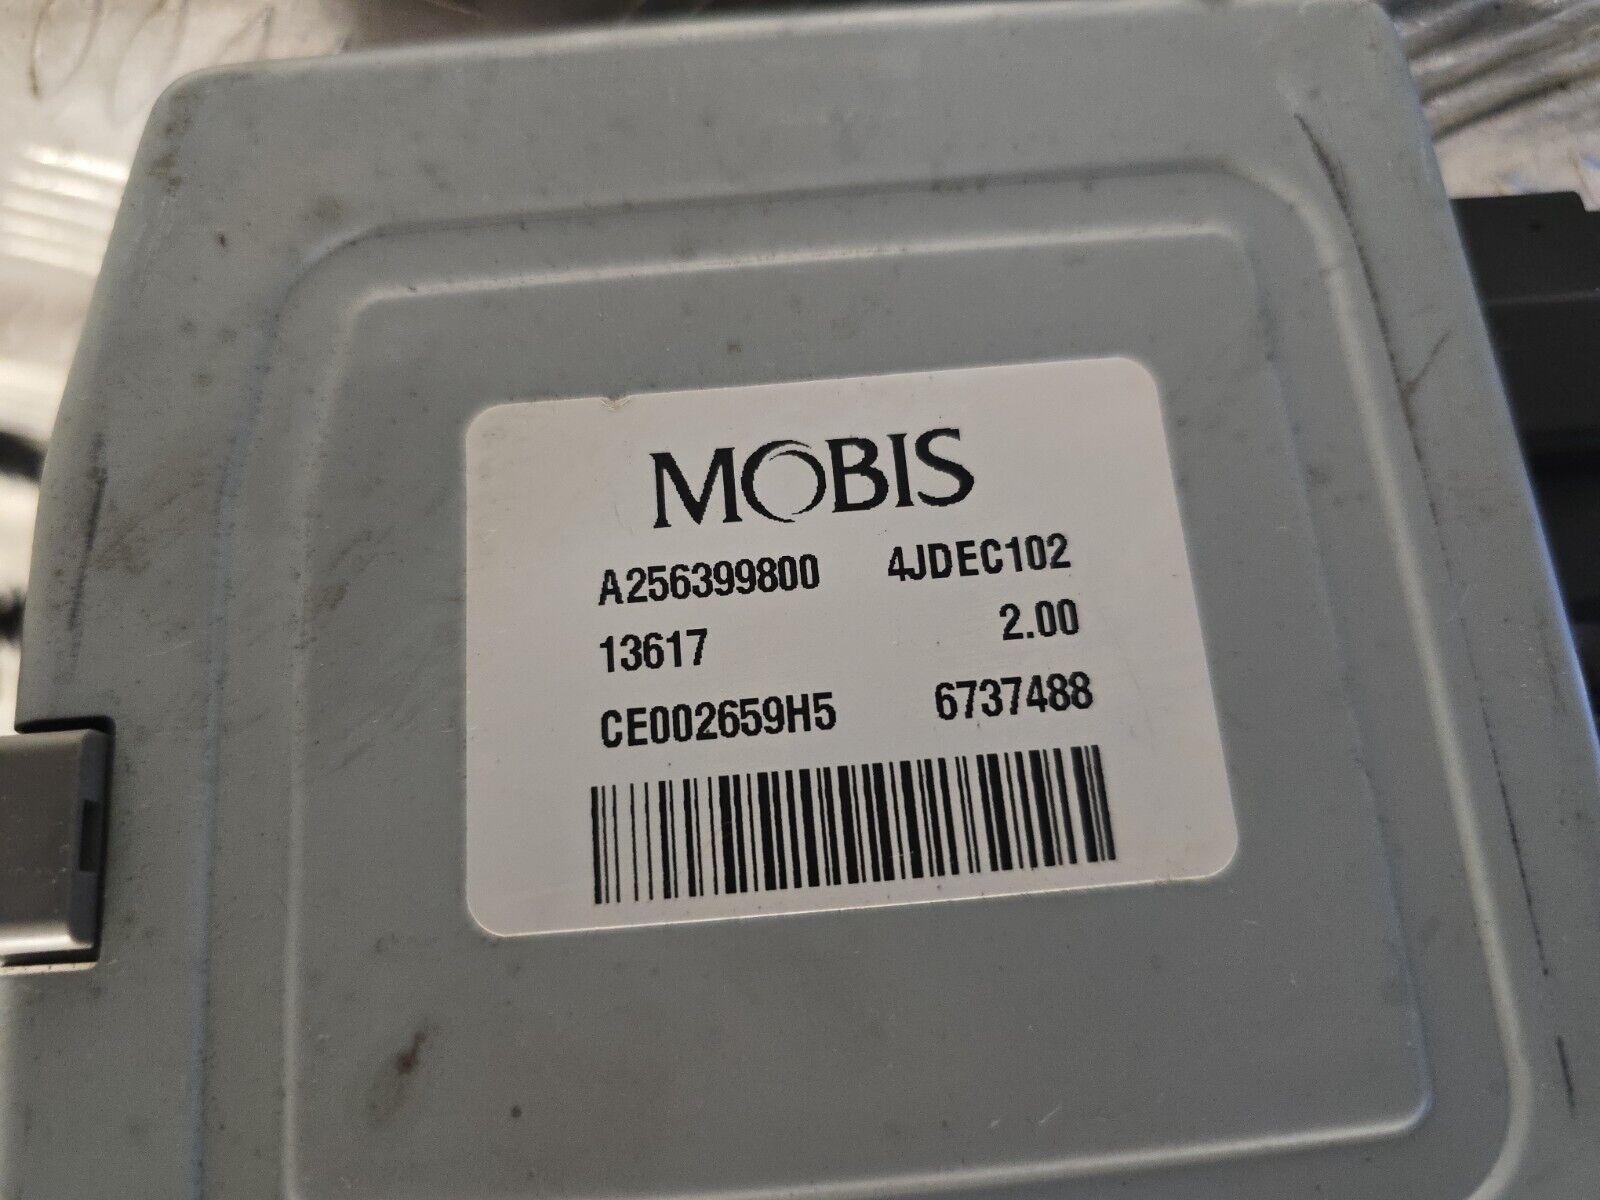 MOBIS
A256399800 4JDEC102
13617 2.00
CE002659H5 6737488